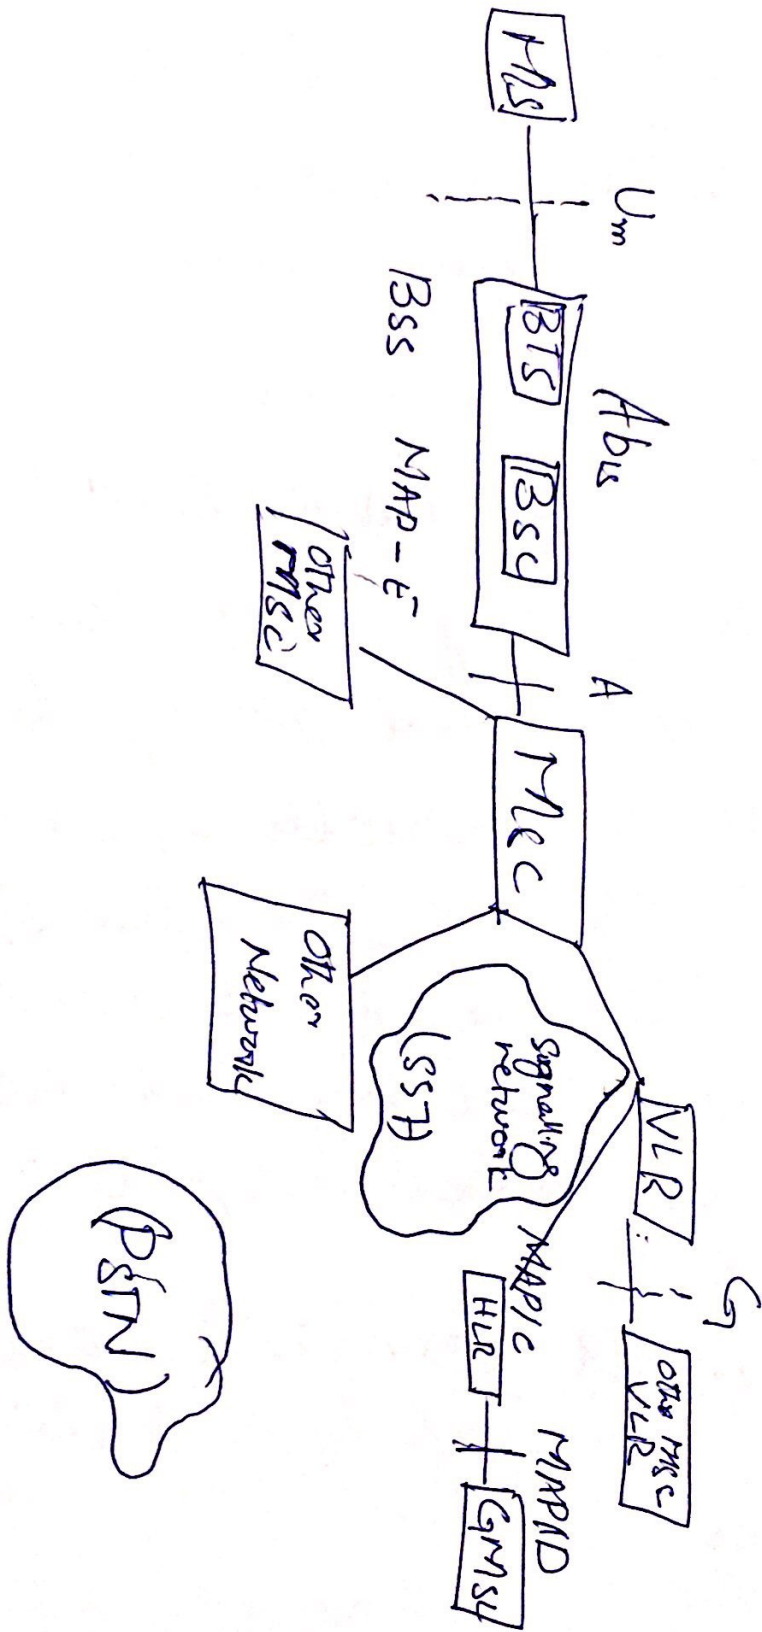 MS
Um
BTS
Abis
BSC
BSS
MAP-E
Other
MSC
A
MSC
Other
Network
Signalling
network
(SS7)
VLR
G
Other MSC
VLR
MAP/C
HLR
MAP/D
GMSC
(PSTN)